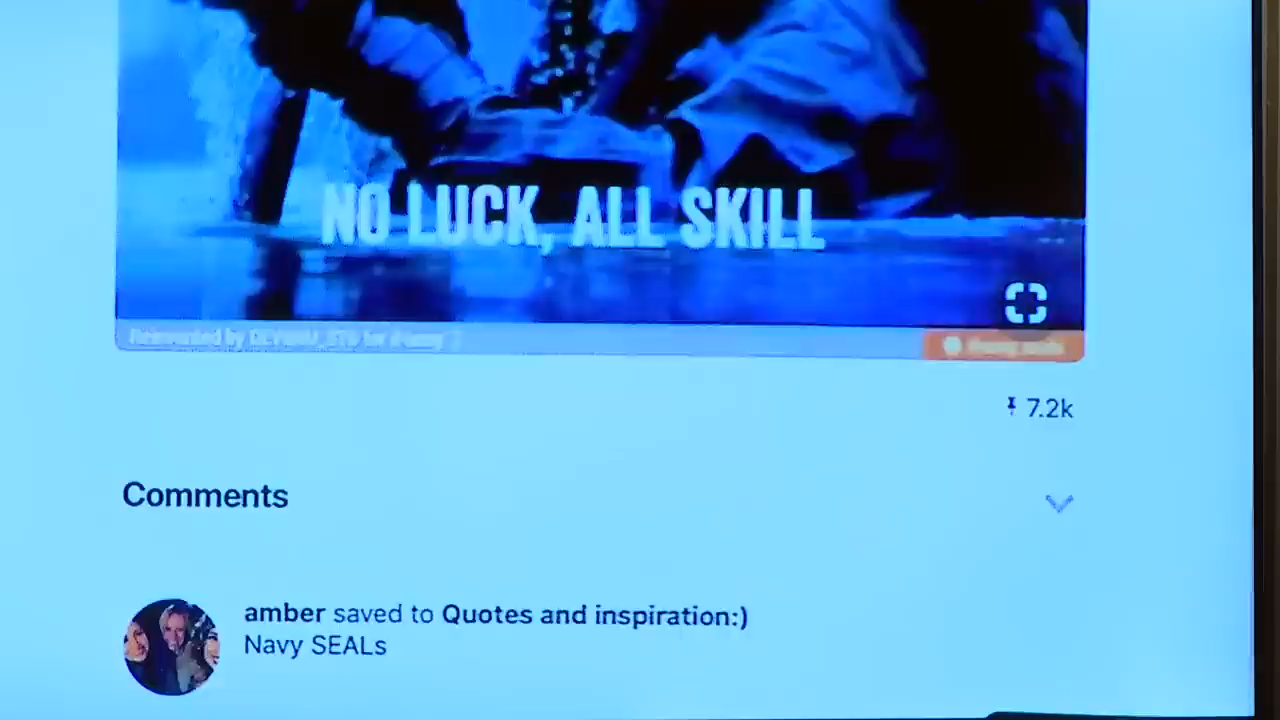 NO LUCK, ALL SKILL
7.2k
Comments
amber saved to Quotes and inspiration:)
Navy SEALs